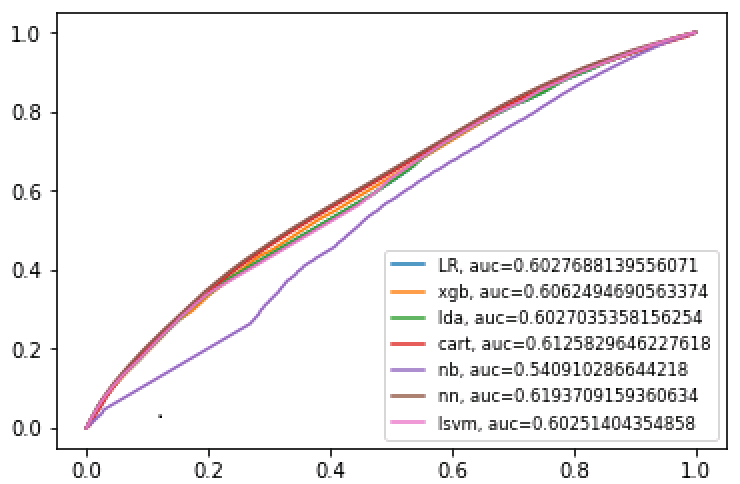 1.0
0.8
0.6
0.4
0.2
0.0
LR, auc=0.6027688139556071
xgb, auc=0.6062494690563374
lda, auc=0.6027035358156254
cart, auc=0.6125829646227618
nb, auc=0.540910286644218
nn, auc=0.6193709159360634
lsvm, auc=0.60251404354858
0.0 0.2 0.4 0.6 0.8 1.0